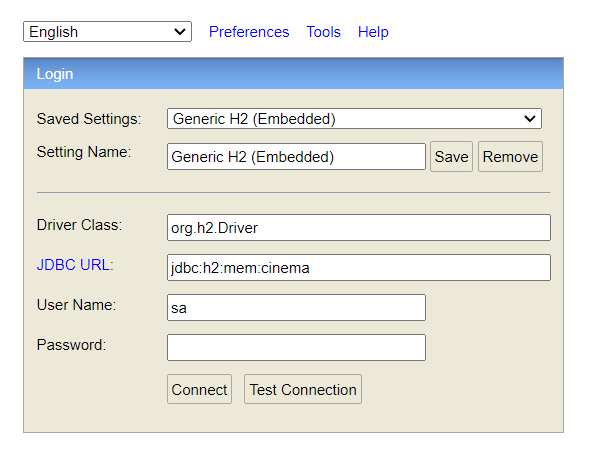 English Preferences Tools Help
Login
Saved Settings: Generic H2 (Embedded)
Setting Name: Generic H2 (Embedded) Save Remove
Driver Class: org.h2.Driver
JDBC URL: jdbc:h2:mem:cinema
User Name: sa
Password:
Connect Test Connection